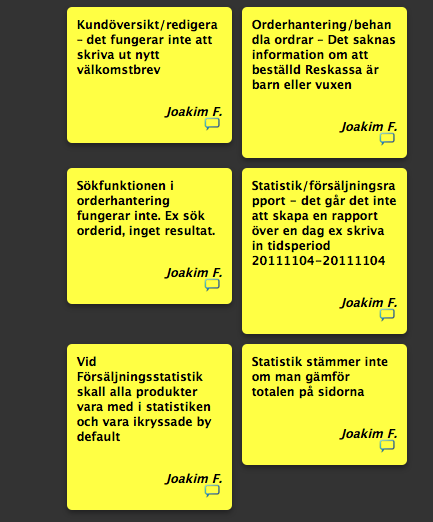 Kundöversikt/redigera
– det fungerar inte att
skriva ut nytt
välkomstbrev
Joakim F.
Orderhantering/behan
dla ordrar – Det saknas
information om att
beställd Reskassa är
barn eller vuxen
Joakim F.
Sökfunktionen i
orderhantering
fungerar inte. Ex sök
orderid, inget resultat.
Joakim F.
Statistik/försäljningsra
pport – det går det inte
att skapa en rapport
över en dag ex skriva
in tidsperiod
20111104–20111104
Joakim F.
Vid
Försäljningsstatistik
skall alla produkter
vara med i statistiken
och vara ikryssade by
default
Joakim F.
Statistik stämmer inte
om man gämför
totalen på sidorna
Joakim F.